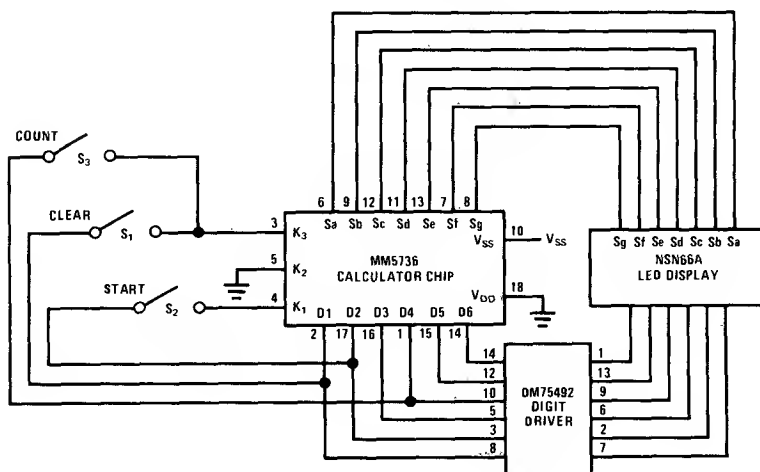 COUNT
S3
CLEAR
S1
START
S2
6 9 12 11 13 7 8
Sa Sb Sc Sd Se Sf Sg
3 K3
5 K2
4 K1
MM5736
CALCULATOR CHIP
VSS 10 VSS
VDD 18
D1 D2 D3 D4 D5 D6
2 17 16 1 15 14
Sg Sf Se Sd Sc Sb Sa
NSN66A
LED DISPLAY
14 1
12 13
10 9
5 6
3 2
8 7
DM75492
DIGIT
DRIVER